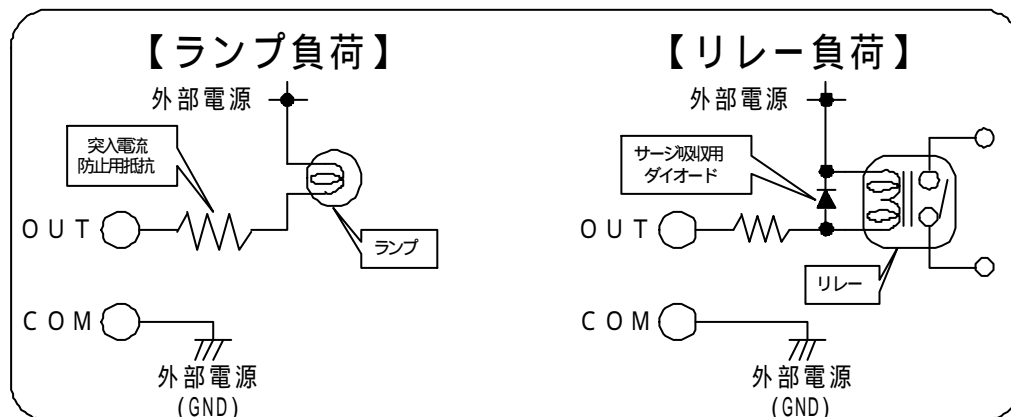 【ランプ負荷】
外部電源
突入電流
防止用抵抗
OUT
ランプ
COM
外部電源
(GND)
【リレー負荷】
外部電源
サージ吸収用
ダイオード
OUT
リレー
COM
外部電源
(GND)